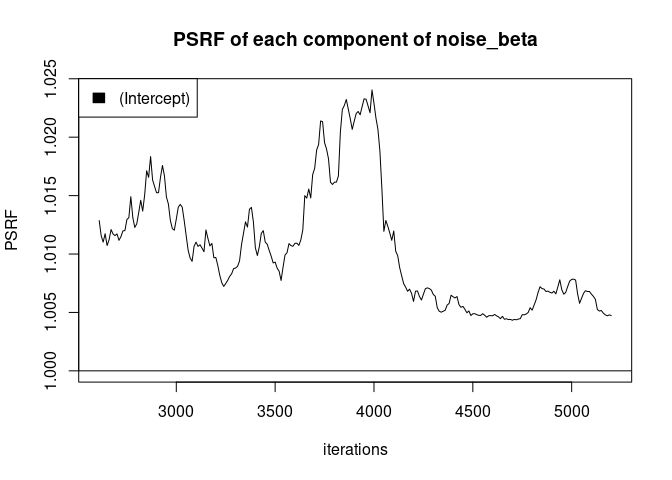 PSRF of each component of noise_beta
(Intercept)
PSRF
1.025
1.020
1.015
1.010
1.005
1.000
3000 3500 4000 4500 5000
iterations